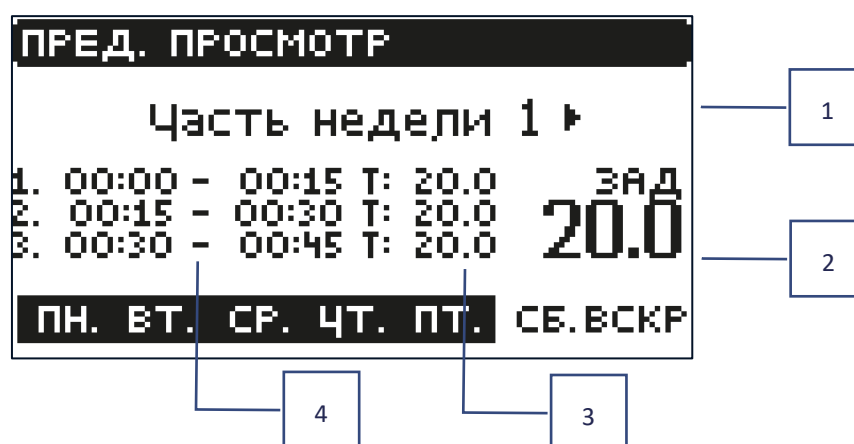 ПРЕД. ПРОСМОТР
Часть недели 1 ▶
1. 00:00 - 00:15 T: 20.0
2. 00:15 - 00:30 T: 20.0
3. 00:30 - 00:45 T: 20.0
ЗАД
20.0
ПН. ВТ. СР. ЧТ. ПТ. СБ. ВСКР
1
2
3
4